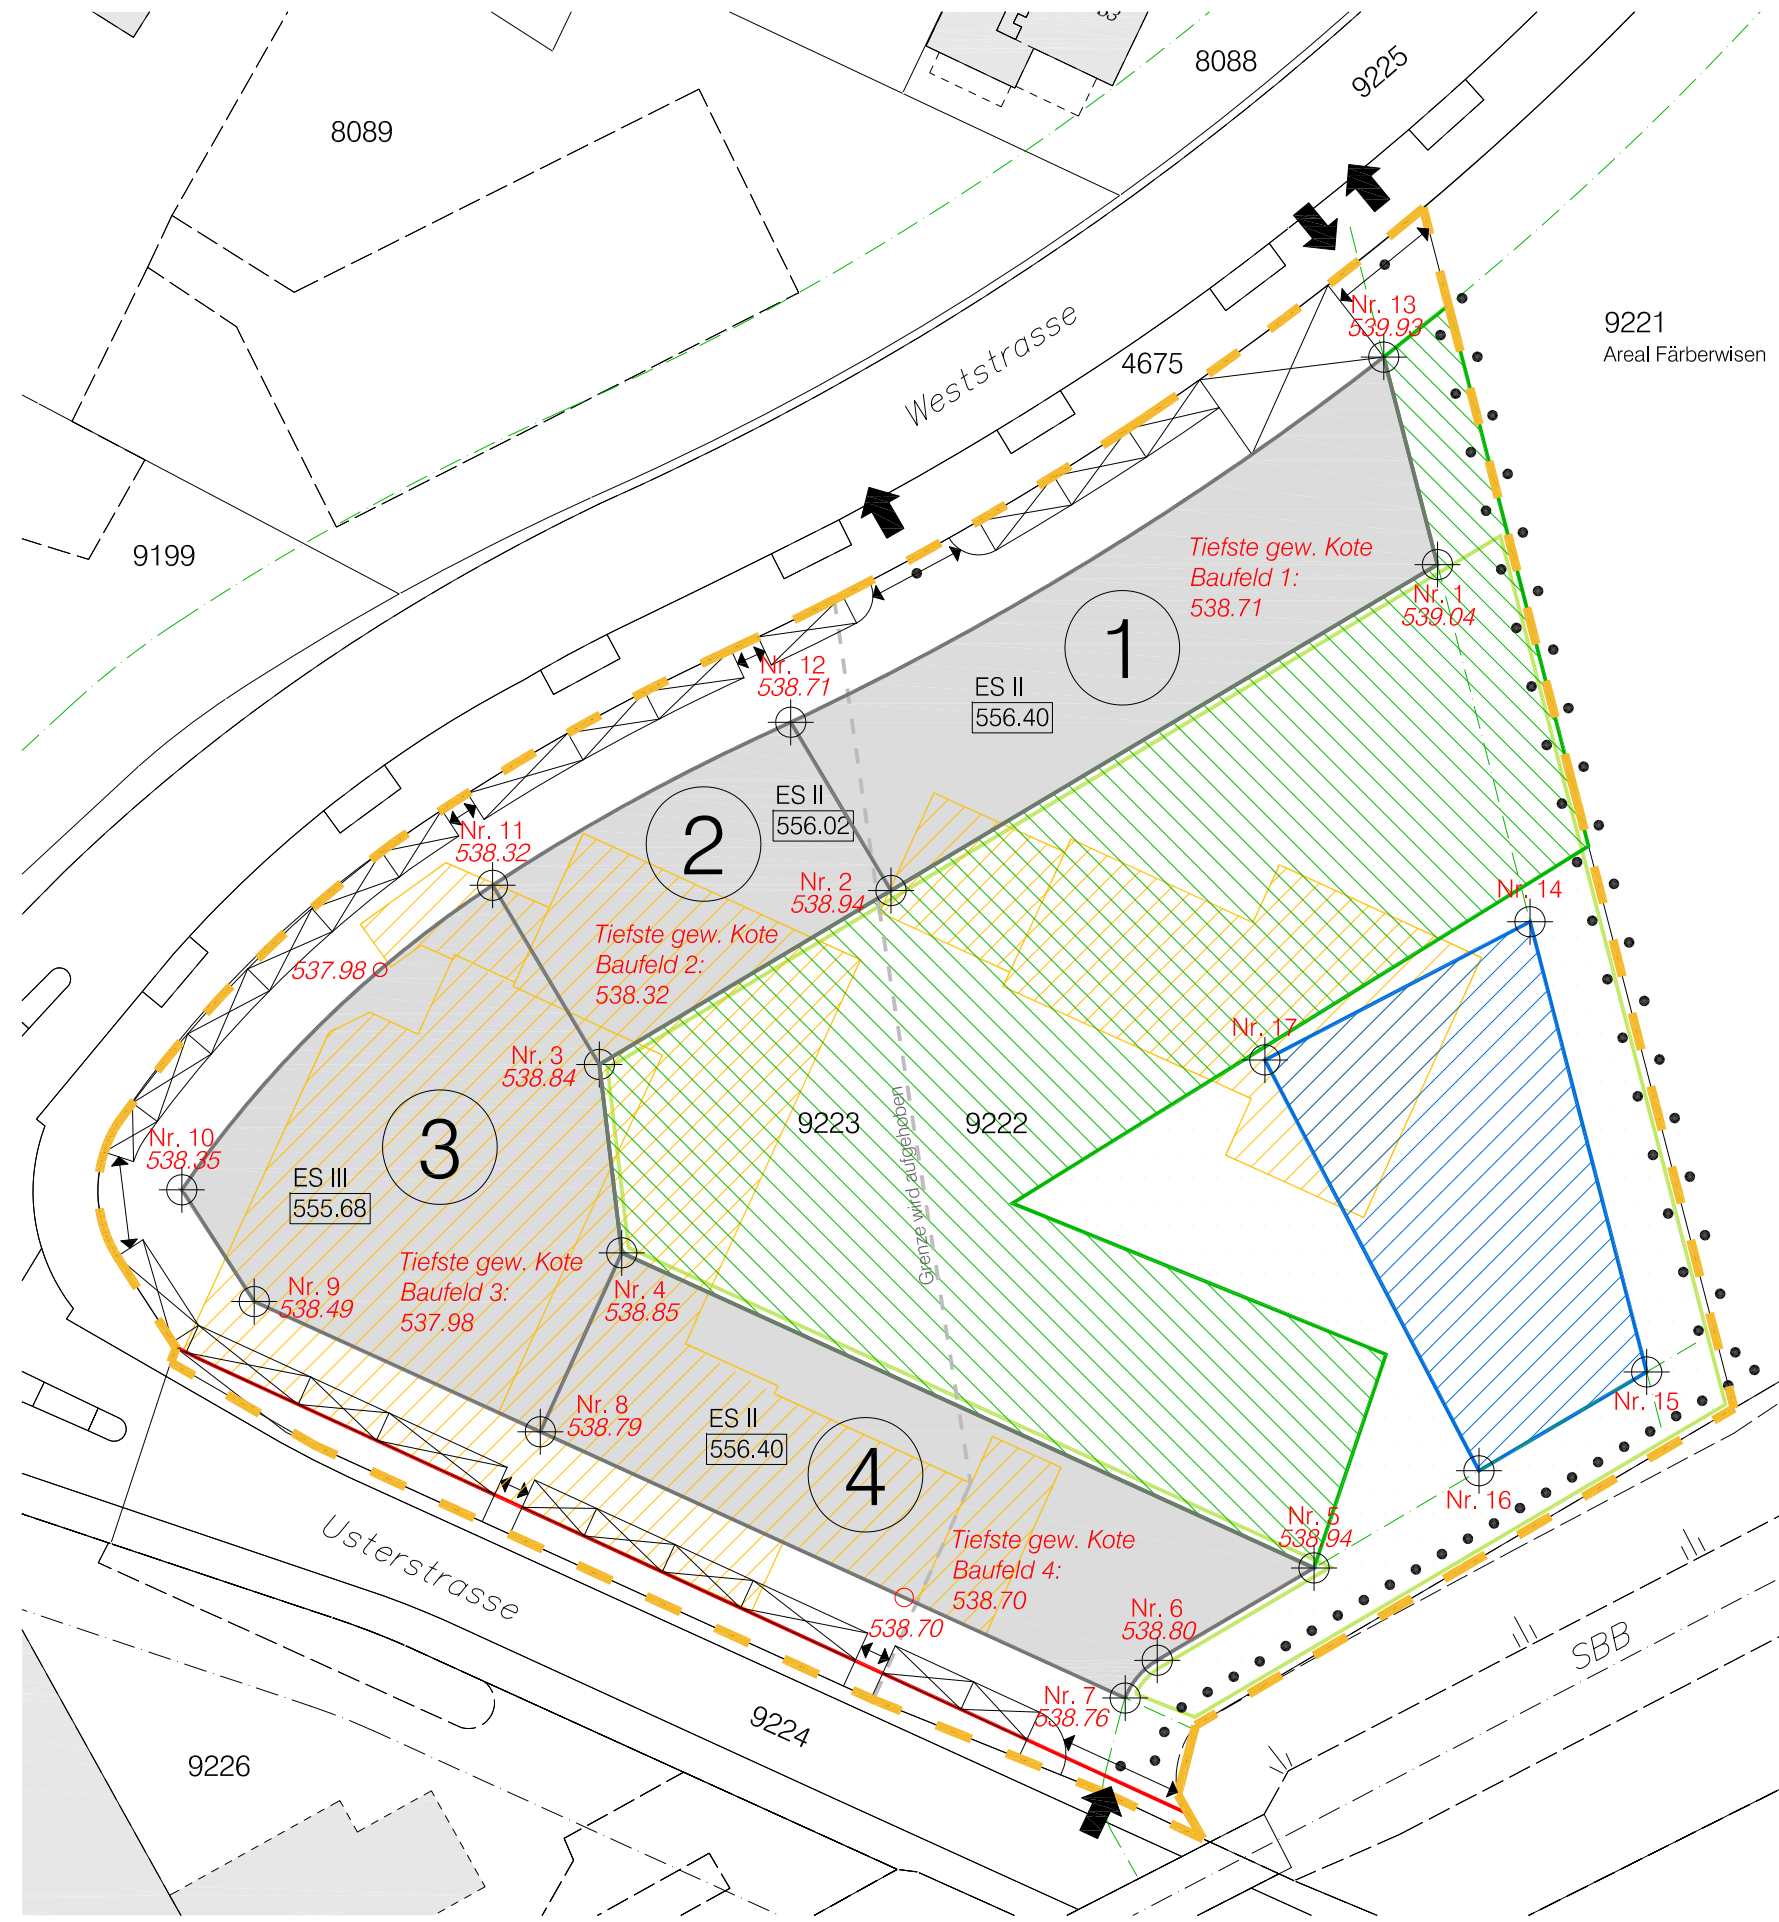 8088
9225
8089
9221
Areal Färberwisen
Nr. 13
539.93
Weststrasse
4675
9199
Tiefste gew. Kote
Baufeld 1:
538.71
Nr. 1
539.04
1
ES II
556.40
Nr. 12
538.71
ES II
556.02
2
Nr. 11
538.32
Nr. 2
538.94
Nr. 14
Tiefste gew. Kote
Baufeld 2:
538.32
537.98
Nr. 17
Nr. 3
538.84
9223
9222
Grenze wird aufgehoben
3
Nr. 10
538.35
ES III
555.68
Tiefste gew. Kote
Baufeld 3:
537.98
Nr. 9
538.49
Nr. 4
538.85
Nr. 15
Nr. 8
538.79
ES II
556.40
4
Nr. 16
Nr. 5
538.94
Tiefste gew. Kote
Baufeld 4:
538.70
Usterstrasse
538.70
Nr. 6
538.80
SBB
Nr. 7
538.76
9224
9226